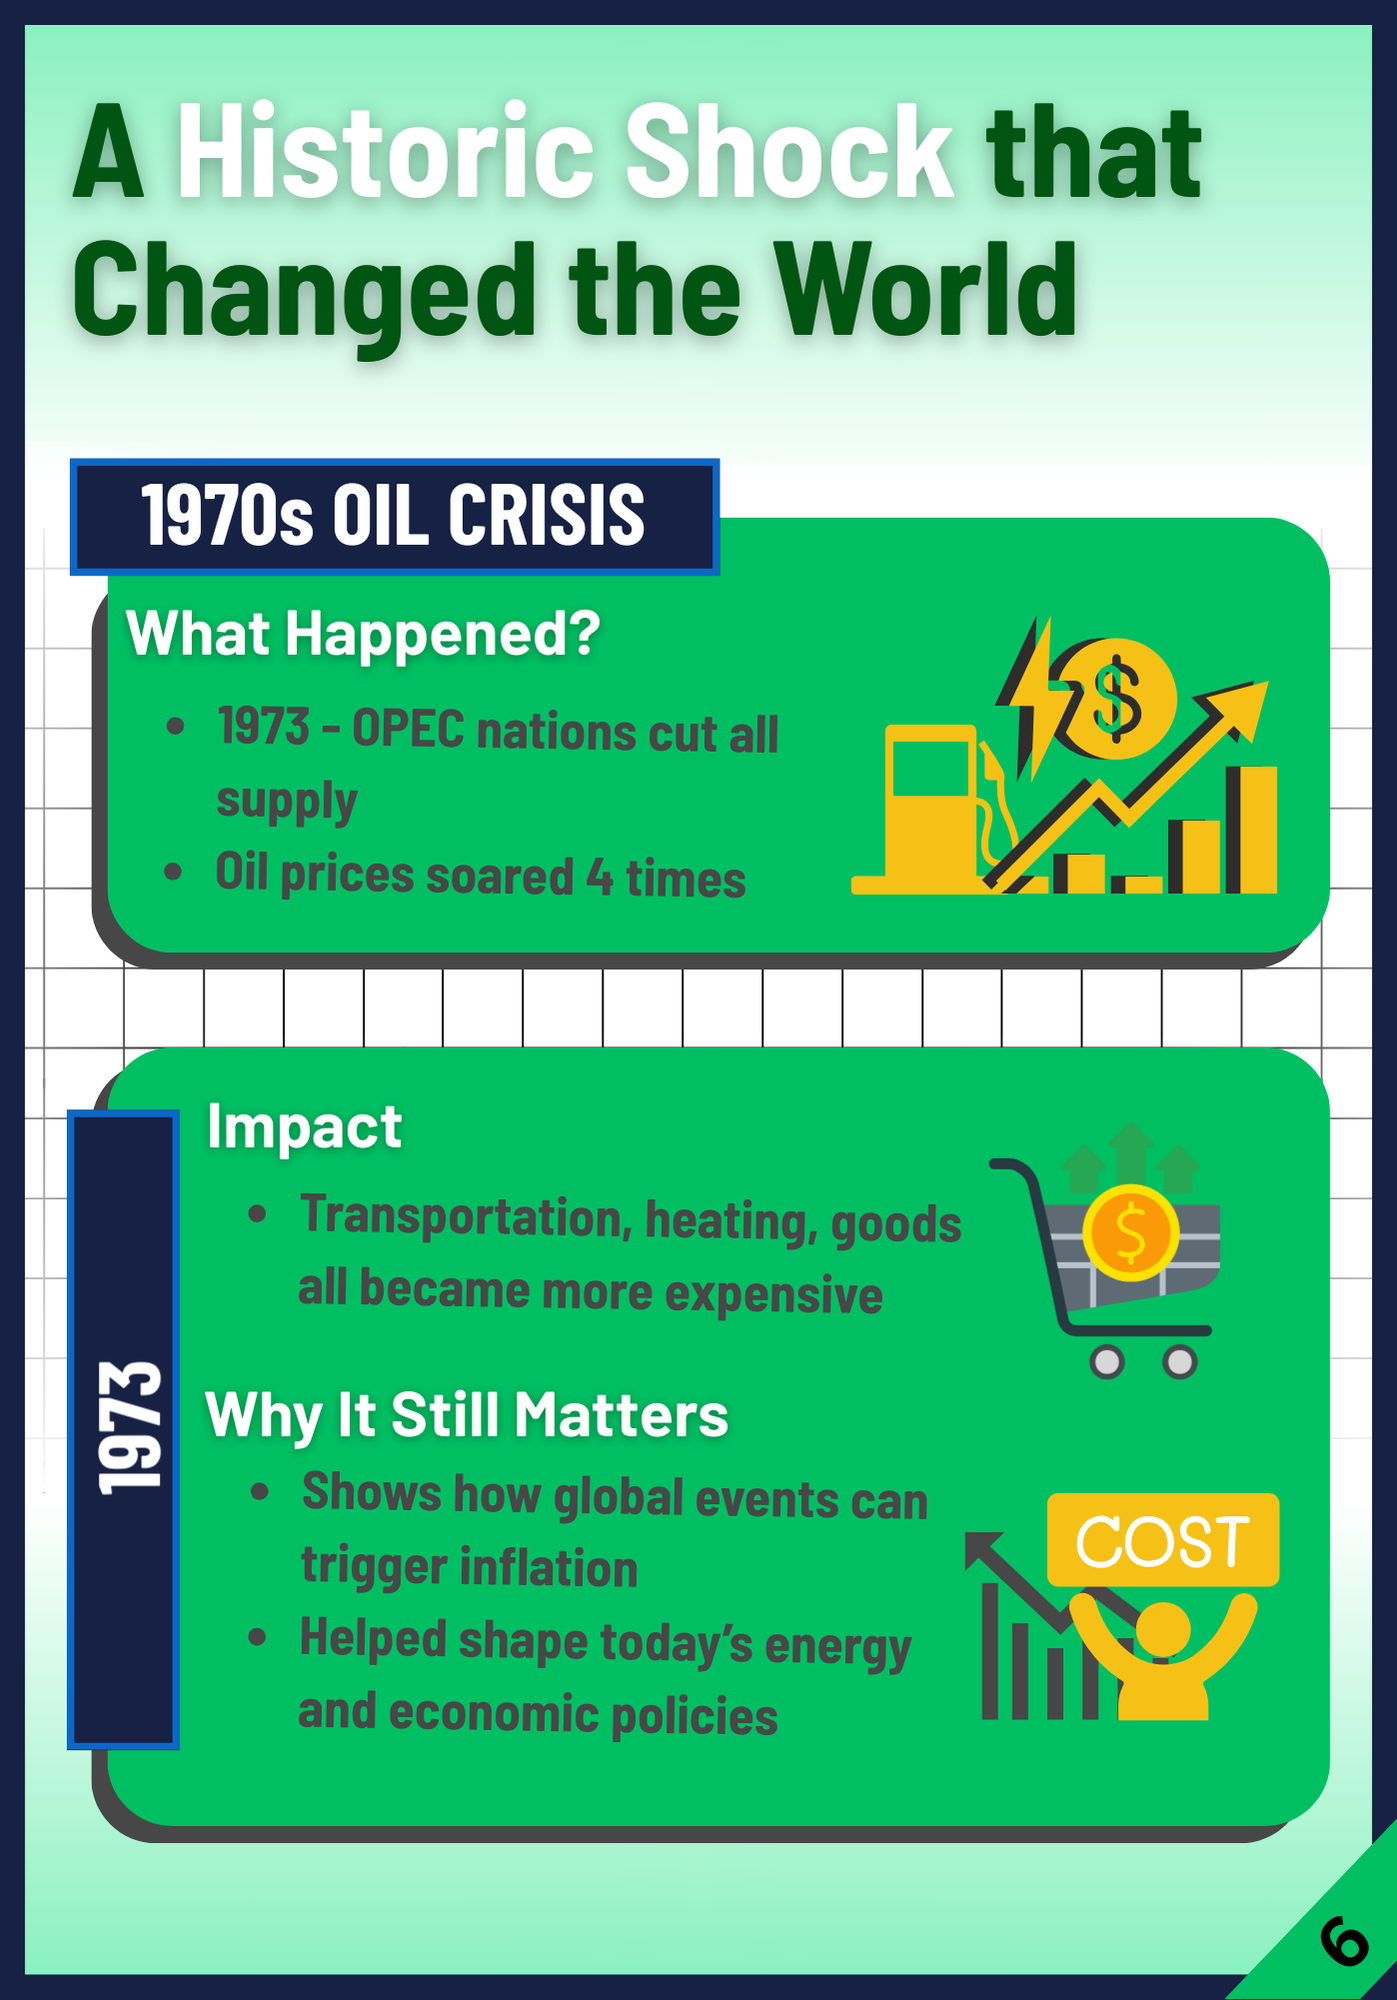 A Historic Shock that
Changed the World
1970s OIL CRISIS
What Happened?
• 1973 - OPEC nations cut all
supply
• Oil prices soared 4 times
$
1973
Impact
• Transportation, heating, goods
all became more expensive
$
Why It Still Matters
• Shows how global events can
trigger inflation
• Helped shape today’s energy
and economic policies
COST
6